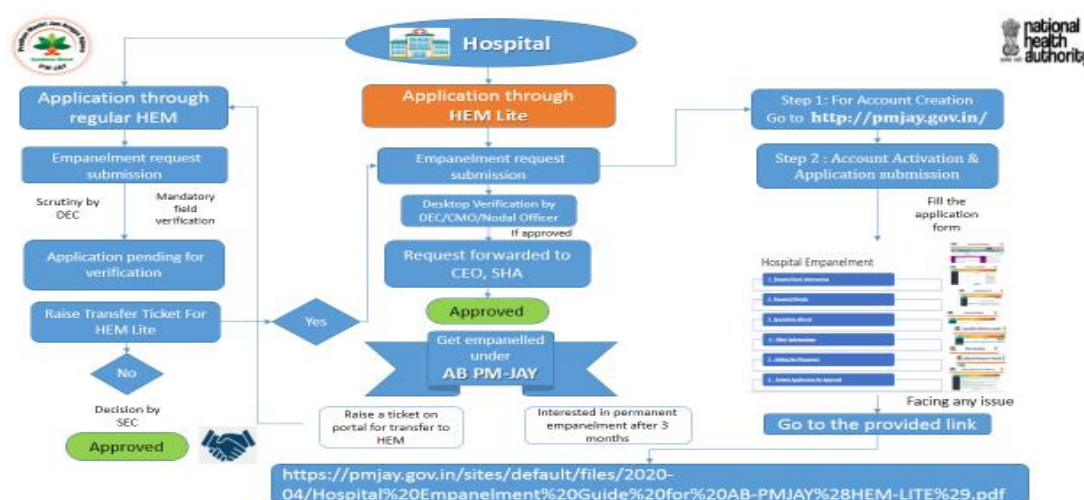 Hospital
national
health
authority
PM-JAY
Application through
regular HEM
Empanelment request
submission
Scrutiny by
DEC
Mandatory
field
verification
Application pending for
verification
Raise Transfer Ticket For
HEM Lite
Yes
No
Decision by
SEC
Approved
Application through
HEM Lite
Empanelment request
submission
Desktop Verification by
DEC/CMO/Nodal Officer
If approved
Request forwarded to
CEO, SHA
Approved
Get empanelled
under
AB PM-JAY
Raise a ticket on
portal for transfer to
HEM
Interested in permanent
empanelment after 3
months
Step 1: For Account Creation
Go to http://pmjay.gov.in/
Step 2 : Account Activation &
Application submission
Fill the
application
form
Hospital Empanelment
Facing any issue
Go to the provided link
https://pmjay.gov.in/sites/default/files/2020-
04/Hospital%20Empanelment%20Guide%20for%20AB-PMJAY%28HEM-LITE%29.pdf